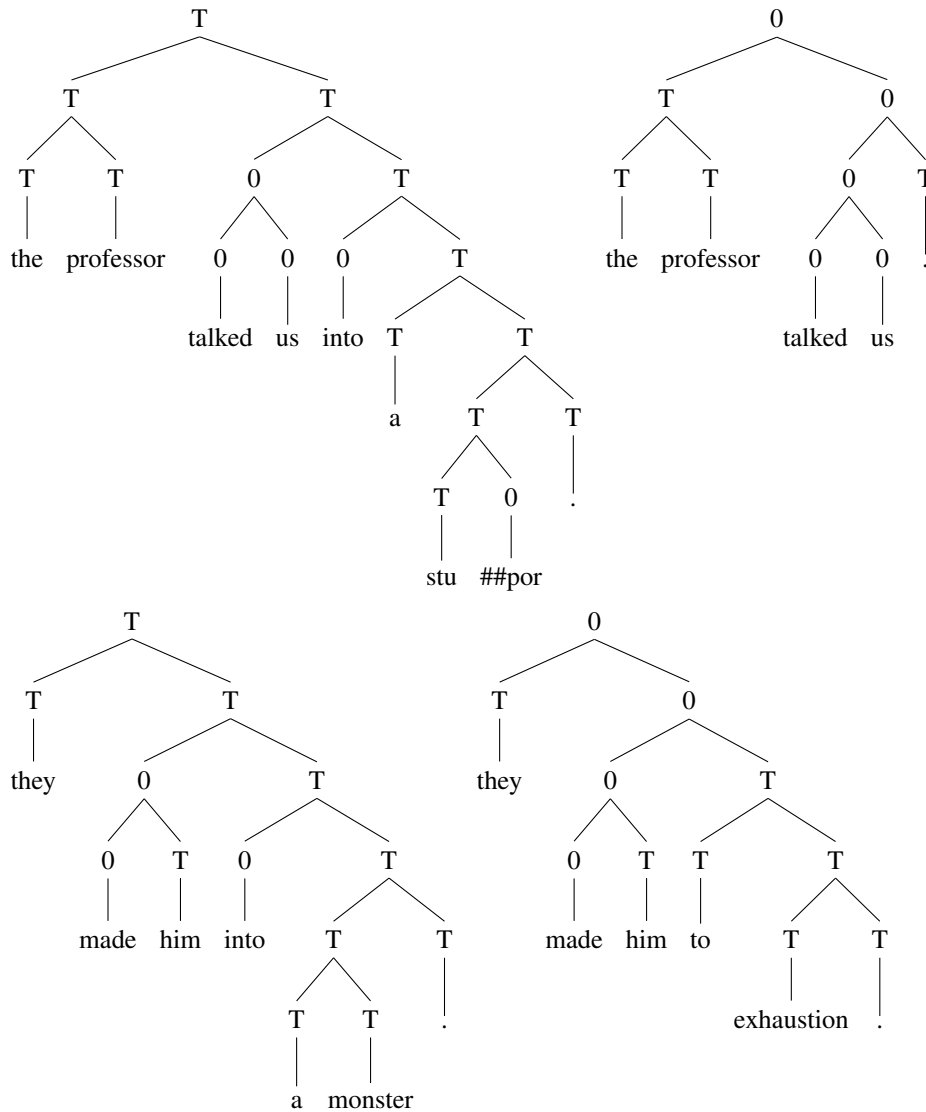 T 0
T T T 0
T T 0 T T T 0 T
the professor 0 0 0 T the professor 0 0 .
talked us into T T talked us
a T T
T 0 .
stu ##por
T 0
T T T 0
they 0 T they 0 T
0 T 0 T 0 T T T
made him into T T made him to T T
T T . exhaustion .
a monster